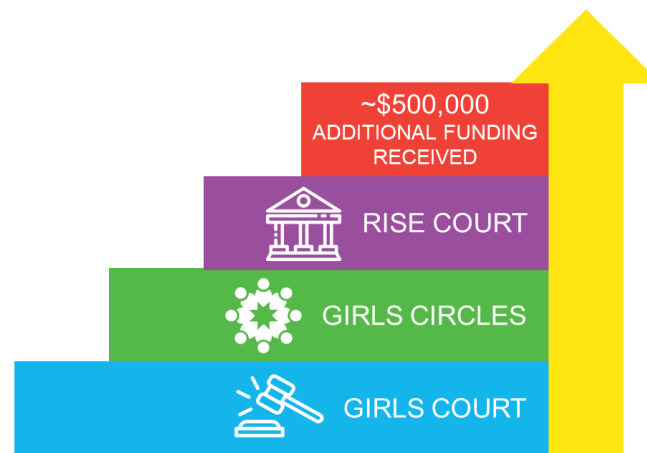 ~$500,000
ADDITIONAL FUNDING
RECEIVED
RISE COURT
GIRLS CIRCLES
GIRLS COURT